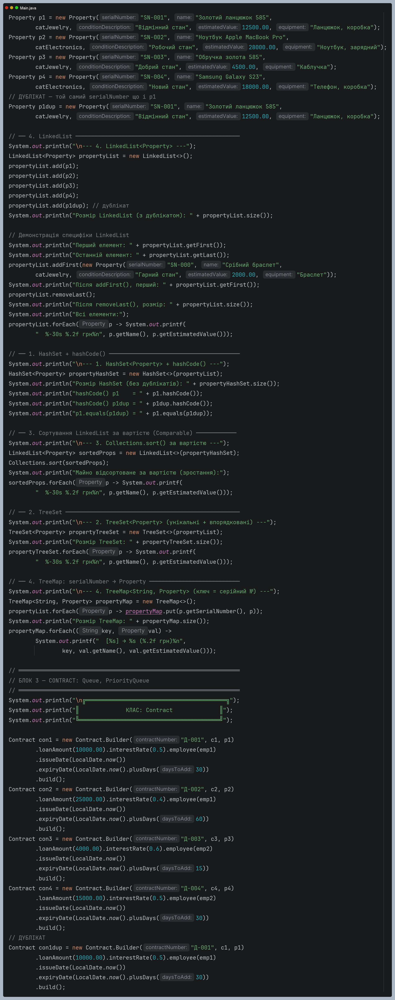 Main.java
Property p1 = new Property( serialNumber: "SN-001", name: "Золотий ланцюжок 585",
        catJewelry, conditionDescription: "Відмінний стан", estimatedValue: 12500.00, equipment: "Ланцюжок, коробка");
Property p2 = new Property( serialNumber: "SN-002", name: "Ноутбук Apple MacBook Pro",
        catElectronics, conditionDescription: "Робочий стан", estimatedValue: 28000.00, equipment: "Ноутбук, зарядний");
Property p3 = new Property( serialNumber: "SN-003", name: "Обручка золота 585",
        catJewelry, conditionDescription: "Добрий стан", estimatedValue: 4500.00, equipment: "Каблучка");
Property p4 = new Property( serialNumber: "SN-004", name: "Samsung Galaxy S23",
        catElectronics, conditionDescription: "Новий стан", estimatedValue: 18000.00, equipment: "Телефон, коробка");
// ДУБЛІКАТ — той самий serialNumber що і p1
Property p1dup = new Property( serialNumber: "SN-001", name: "Золотий ланцюжок 585",
        catJewelry, conditionDescription: "Відмінний стан", estimatedValue: 12500.00, equipment: "Ланцюжок, коробка");

// ── 4. LinkedList ─────────────────────────────────────────────────
System.out.println("\n--- 4. LinkedList<Property> ---");
LinkedList<Property> propertyList = new LinkedList<>();
propertyList.add(p1);
propertyList.add(p2);
propertyList.add(p3);
propertyList.add(p4);
propertyList.add(p1dup); // дублікат
System.out.println("Розмір LinkedList (з дублікатом): " + propertyList.size());

// Демонстрація специфіки LinkedList
System.out.println("Перший елемент: " + propertyList.getFirst());
System.out.println("Останній елемент: " + propertyList.getLast());
propertyList.addFirst(new Property( serialNumber: "SN-000", name: "Срібний браслет",
        catJewelry, conditionDescription: "Гарний стан", estimatedValue: 2000.00, equipment: "Браслет"));
System.out.println("Після addFirst(), перший: " + propertyList.getFirst());
propertyList.removeLast();
System.out.println("Після removeLast(), розмір: " + propertyList.size());
System.out.println("Всі елементи:");
propertyList.forEach( Property p -> System.out.printf(
        "  %-30s %.2f грн%n", p.getName(), p.getEstimatedValue()));

// ── 1. HashSet + hashCode() ───────────────────────────────────────
System.out.println("\n--- 1. HashSet<Property> + hashCode() ---");
HashSet<Property> propertyHashSet = new HashSet<>(propertyList);
System.out.println("Розмір HashSet (без дублікатів): " + propertyHashSet.size());
System.out.println("hashCode() p1    = " + p1.hashCode());
System.out.println("hashCode() p1dup = " + p1dup.hashCode());
System.out.println("p1.equals(p1dup) = " + p1.equals(p1dup));

// ── 3. Сортування LinkedList за вартістю (Comparable) ────────────
System.out.println("\n--- 3. Collections.sort() за вартістю ---");
LinkedList<Property> sortedProps = new LinkedList<>(propertyHashSet);
Collections.sort(sortedProps);
System.out.println("Майно відсортоване за вартістю (зростання):");
sortedProps.forEach( Property p -> System.out.printf(
        "  %-30s %.2f грн%n", p.getName(), p.getEstimatedValue()));

// ── 2. TreeSet ────────────────────────────────────────────────────
System.out.println("\n--- 2. TreeSet<Property> (унікальні + впорядковані) ---");
TreeSet<Property> propertyTreeSet = new TreeSet<>(propertyList);
System.out.println("Розмір TreeSet: " + propertyTreeSet.size());
propertyTreeSet.forEach( Property p -> System.out.printf(
        "  %-30s %.2f грн%n", p.getName(), p.getEstimatedValue()));

// ── 4. TreeMap: serialNumber → Property ───────────────────────────
System.out.println("\n--- 4. TreeMap<String, Property> (ключ = серійний №) ---");
TreeMap<String, Property> propertyMap = new TreeMap<>();
propertyList.forEach( Property p -> propertyMap.put(p.getSerialNumber(), p));
System.out.println("Розмір TreeMap: " + propertyMap.size());
propertyMap.forEach(( String key, Property val) ->
        System.out.printf("  [%s] → %s (%.2f грн)%n",
                key, val.getName(), val.getEstimatedValue()));

// ══════════════════════════════════════════════════════════════════
// БЛОК 3 — CONTRACT: Queue, PriorityQueue
// ══════════════════════════════════════════════════════════════════
System.out.println("\n╔══════════════════════════════════════════╗");
System.out.println("║              КЛАС: Contract              ║");
System.out.println("╚══════════════════════════════════════════╝");

Contract con1 = new Contract.Builder( contractNumber: "Д-001", c1, p1)
        .loanAmount(10000.00).interestRate(0.5).employee(emp1)
        .issueDate(LocalDate.now())
        .expiryDate(LocalDate.now().plusDays( daysToAdd: 30))
        .build();
Contract con2 = new Contract.Builder( contractNumber: "Д-002", c2, p2)
        .loanAmount(25000.00).interestRate(0.4).employee(emp1)
        .issueDate(LocalDate.now())
        .expiryDate(LocalDate.now().plusDays( daysToAdd: 60))
        .build();
Contract con3 = new Contract.Builder( contractNumber: "Д-003", c3, p3)
        .loanAmount(4000.00).interestRate(0.6).employee(emp2)
        .issueDate(LocalDate.now())
        .expiryDate(LocalDate.now().plusDays( daysToAdd: 15))
        .build();
Contract con4 = new Contract.Builder( contractNumber: "Д-004", c4, p4)
        .loanAmount(15000.00).interestRate(0.5).employee(emp2)
        .issueDate(LocalDate.now())
        .expiryDate(LocalDate.now().plusDays( daysToAdd: 30))
        .build();
// ДУБЛІКАТ
Contract con1dup = new Contract.Builder( contractNumber: "Д-001", c1, p1)
        .loanAmount(10000.00).interestRate(0.5).employee(emp1)
        .issueDate(LocalDate.now())
        .expiryDate(LocalDate.now().plusDays( daysToAdd: 30))
        .build();